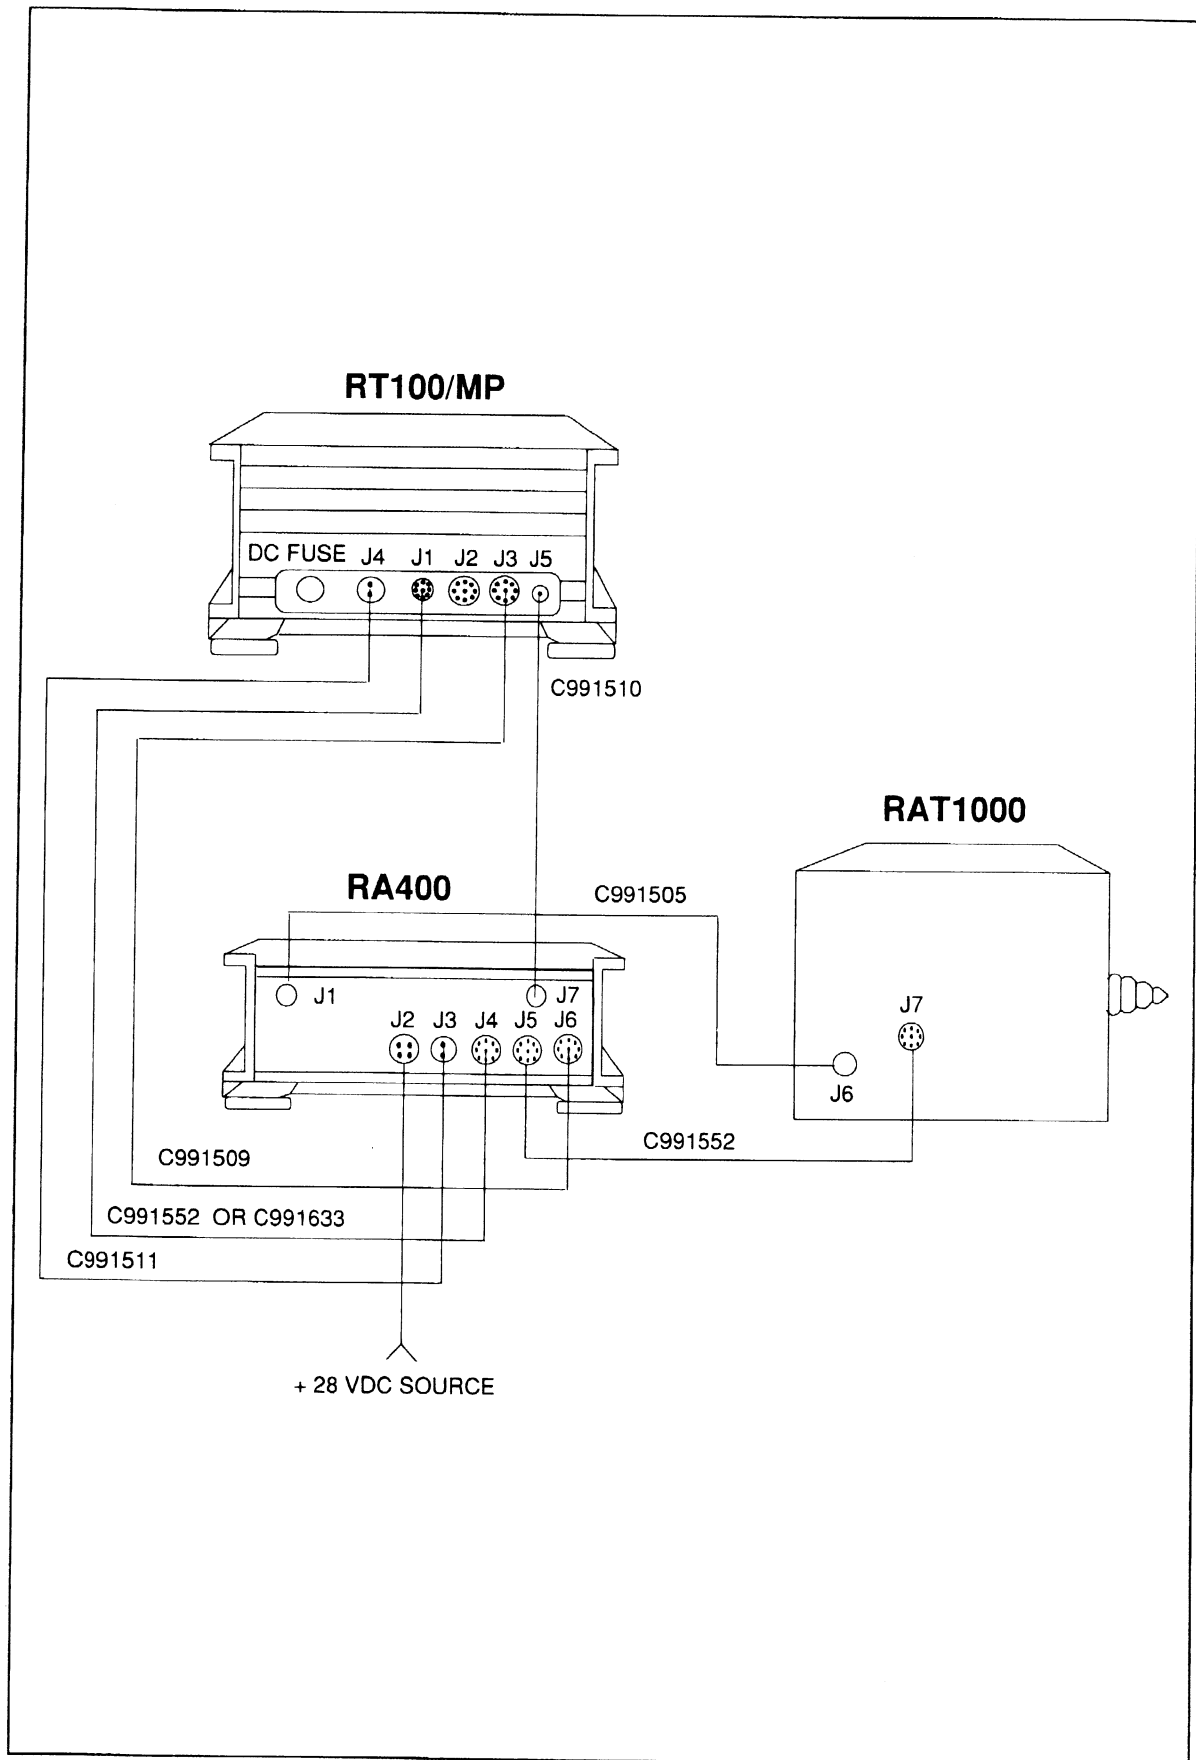 RT100/MP
DC FUSE J4 J1 J2 J3 J5
C991510
RAT1000
RA400
C991505
J1 J7
J2 J3 J4 J5 J6
J7
J6
C991552
C991509
C991552 OR C991633
C991511
+ 28 VDC SOURCE